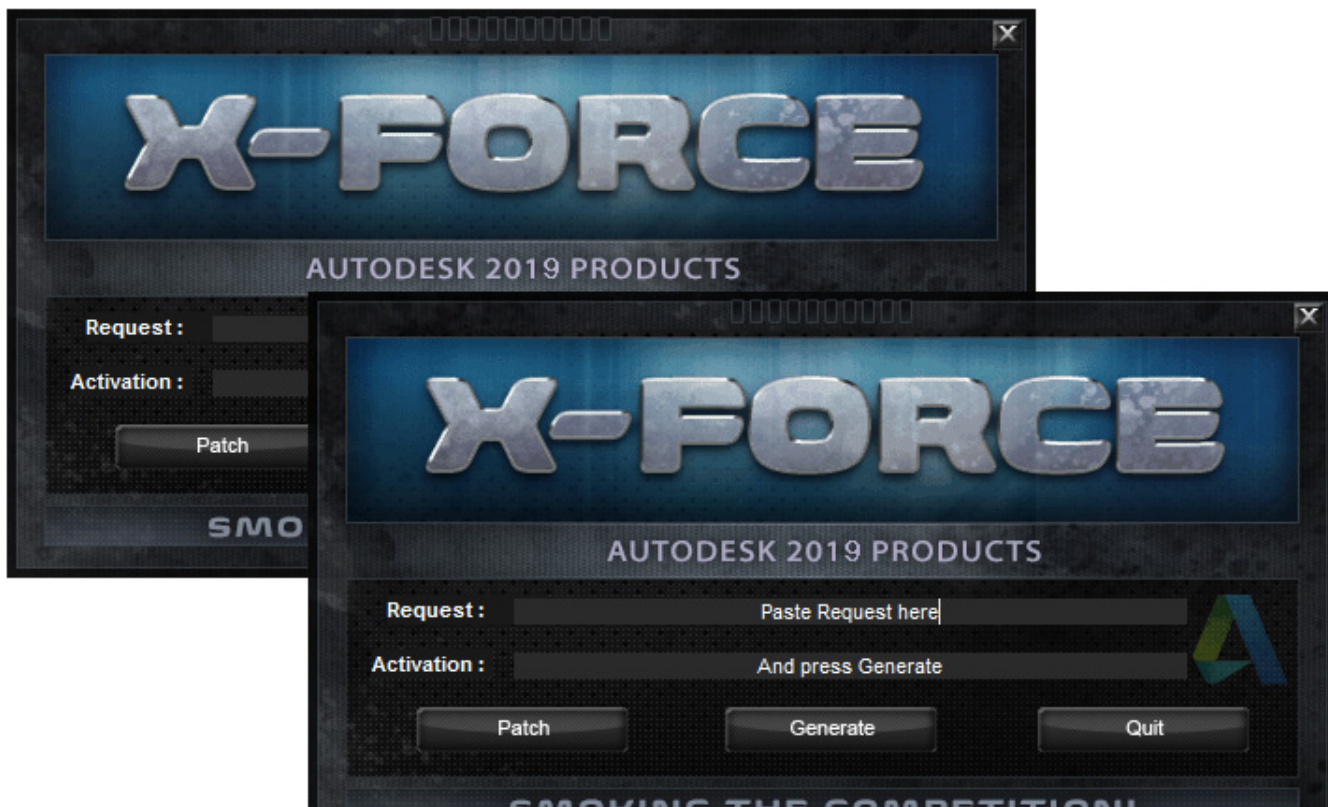 X-FORCE
AUTODESK 2019 PRODUCTS
Request :
Activation :
Patch
SMO
X-FORCE
AUTODESK 2019 PRODUCTS
Request : Paste Request here
Activation : And press Generate
Patch Generate Quit
SMOKING THE COMPETITION!